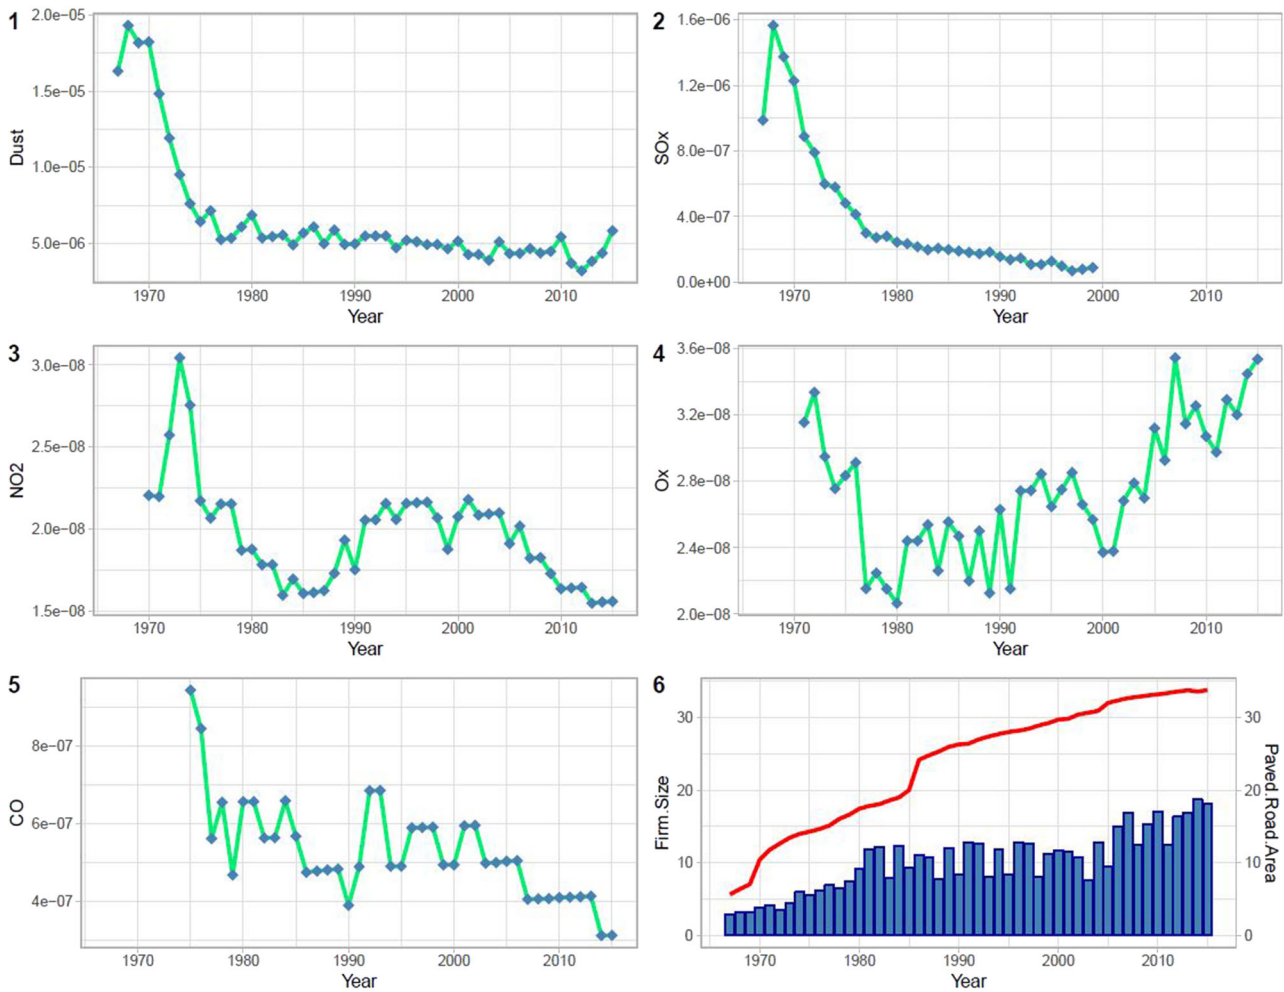 1
2.0e−05
1.5e−05
1.0e−05
5.0e−06
Dust
1970 1980 1990 2000 2010
Year
2
1.6e−06
1.2e−06
8.0e−07
4.0e−07
0.0e+00
SOx
1970 1980 1990 2000 2010
Year
3
3.0e−08
2.5e−08
2.0e−08
1.5e−08
NO2
1970 1980 1990 2000 2010
Year
4
3.6e−08
3.2e−08
2.8e−08
2.4e−08
2.0e−08
Ox
1970 1980 1990 2000 2010
Year
5
8e−07
6e−07
4e−07
CO
1970 1980 1990 2000 2010
Year
6
30 30
20 20
10 10
0 0
Firm.Size
Paved.Road.Area
1970 1980 1990 2000 2010
Year